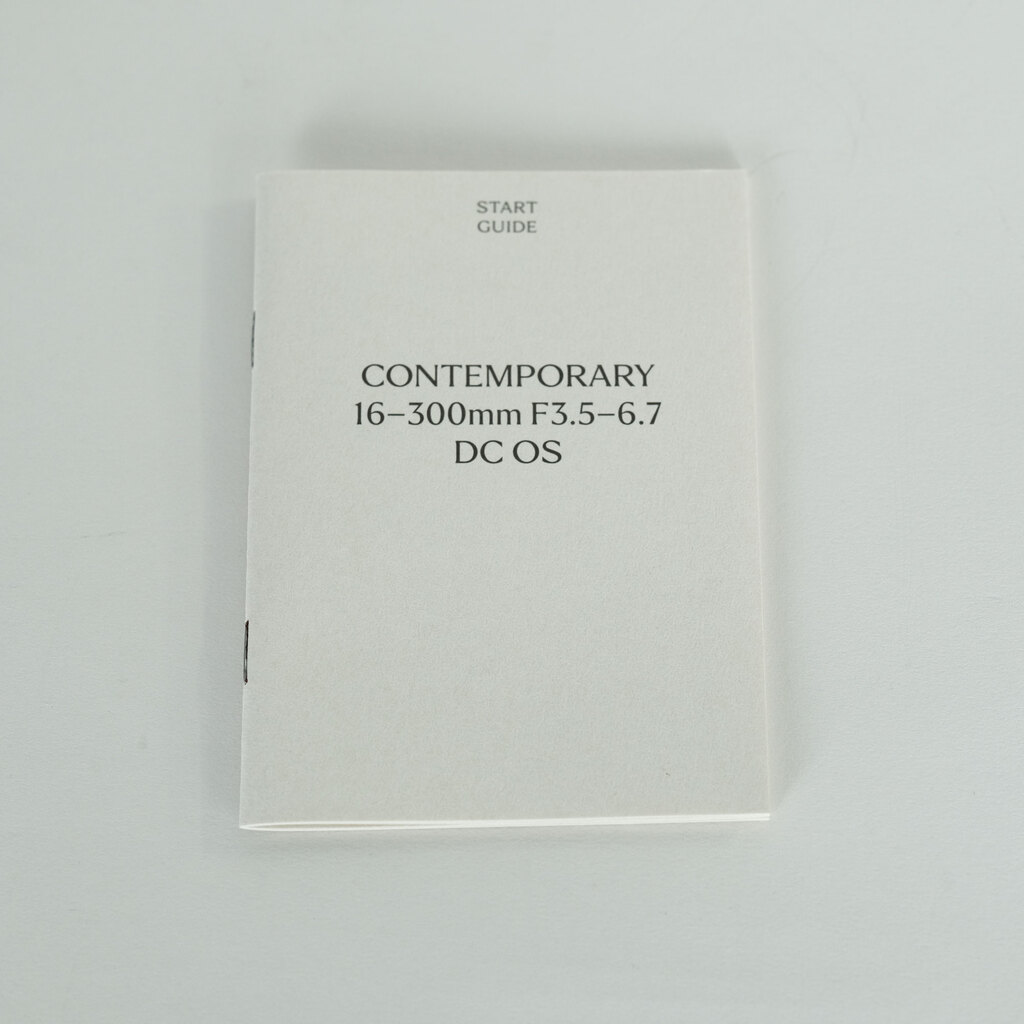 START
GUIDE
CONTEMPORARY
16–300mm F3.5–6.7
DC OS